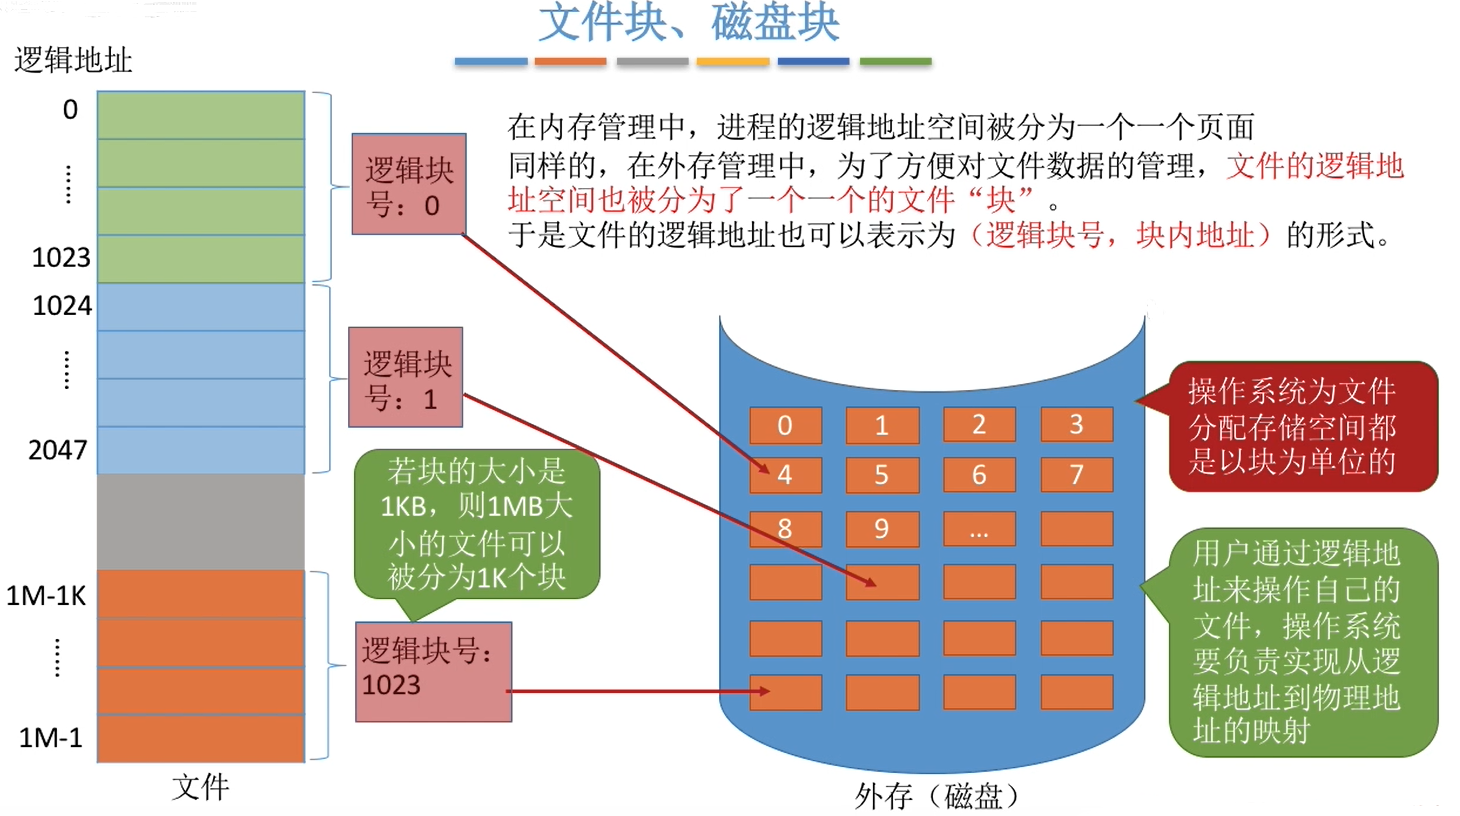 文件块、磁盘块
逻辑地址
在内存管理中，进程的逻辑地址空间被分为一个一个页面
同样的，在外存管理中，为了方便对文件数据的管理，文件的逻辑地
址空间也被分为了一个一个的文件“块”。
于是文件的逻辑地址也可以表示为（逻辑块号，块内地址）的形式。
0
……
1023
1024
……
2047
1M-1K
……
1M-1
文件
逻辑块
号：0
逻辑块
号：1
若块的大小是
1KB，则1MB大
小的文件可以
被分为1K个块
逻辑块号：
1023
0 1 2 3
4 5 6 7
8 9 ...
外存（磁盘）
操作系统为文件
分配存储空间都
是以块为单位的
用户通过逻辑地
址来操作自己的
文件，操作系统
要负责实现从逻
辑地址到物理地
址的映射